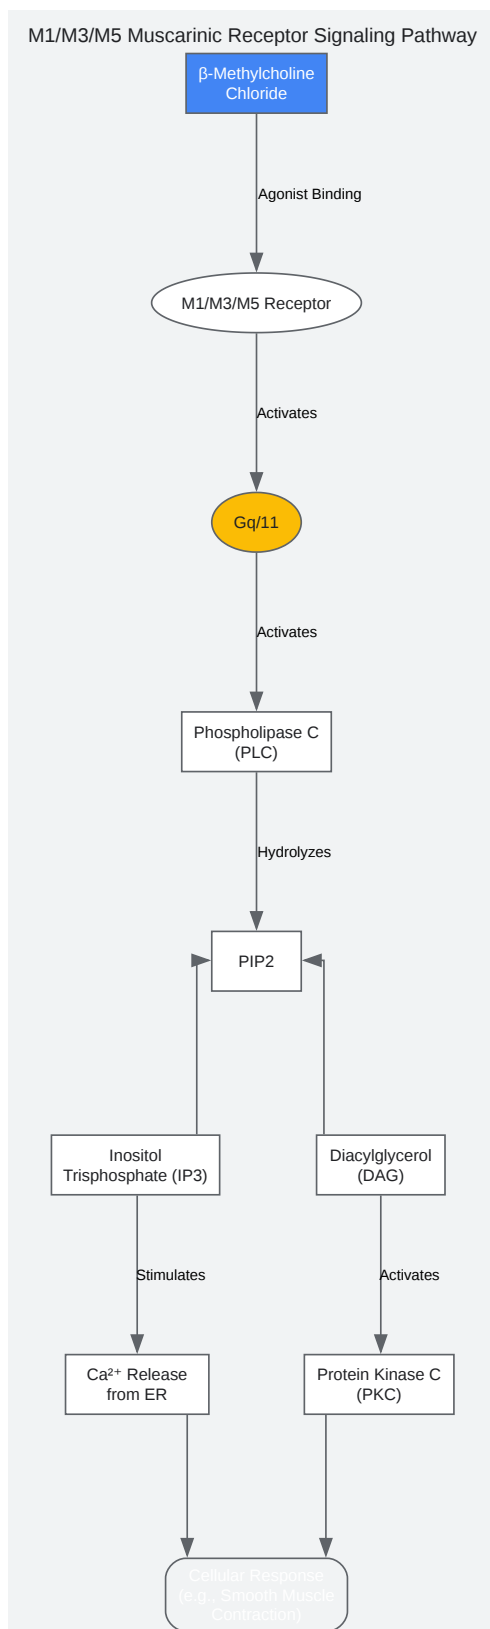 M1/M3/M5 Muscarinic Receptor Signaling Pathway
β-Methylcholine
Chloride
Agonist Binding
M1/M3/M5 Receptor
Activates
Gq/11
Activates
Phospholipase C
(PLC)
Hydrolyzes
PIP2
Inositol
Trisphosphate (IP3)
Diacylglycerol
(DAG)
Stimulates
Activates
Ca²⁺ Release
from ER
Protein Kinase C
(PKC)
Cellular Response
(e.g., Smooth Muscle
Contraction)